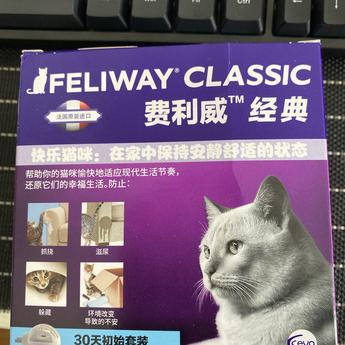 FELIWAY® CLASSIC
费利威™ 经典
法国原装进口
快乐猫咪：在家中保持安静舒适的状态
帮助你的猫咪愉快地适应现代生活节奏，
还原它们的幸福生活。防止：
抓挠
滋尿
躲藏
环境改变
导致的不安
30天初始套装
ceva